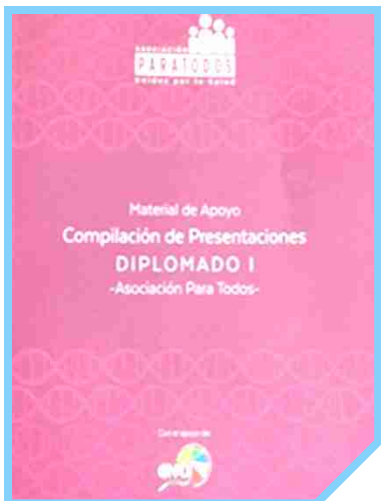 ASOCIACIÓN
PARATODOS
Unidos por la Salud
Material de Apoyo
Compilación de Presentaciones
DIPLOMADO I
-Asociación Para Todos-
Con el apoyo de: